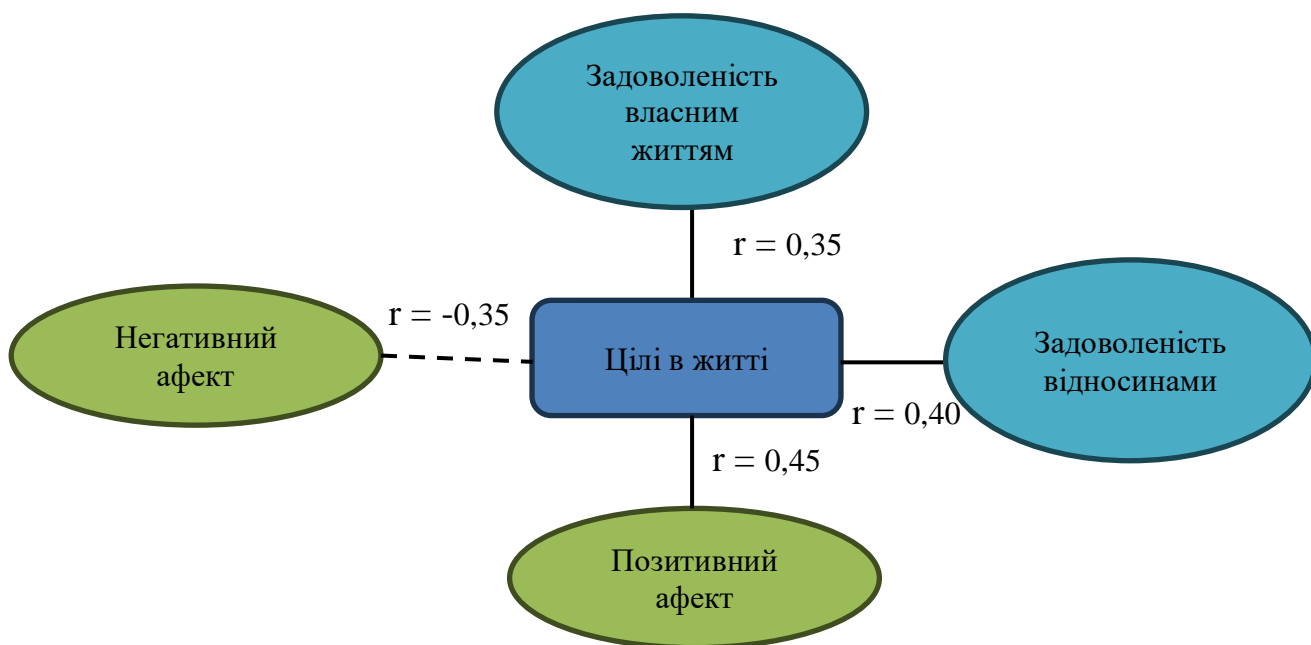 Задоволеність
власним
життям
r = 0,35
Негативний
афект
r = -0,35
Цілі в житті
Задоволеність
відносинами
r = 0,40
r = 0,45
Позитивний
афект